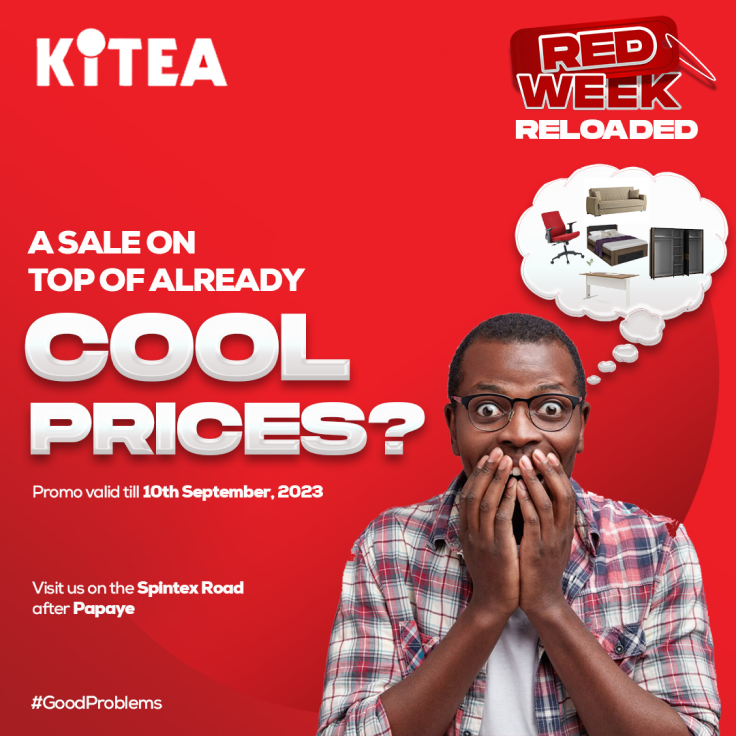 KiTEA
RED
WEEK
RELOADED
A SALE ON
TOP OF ALREADY
COOL
PRICES?
Promo valid till 10th September, 2023
Visit us on the Spintex Road
after Papaye
#GoodProblems